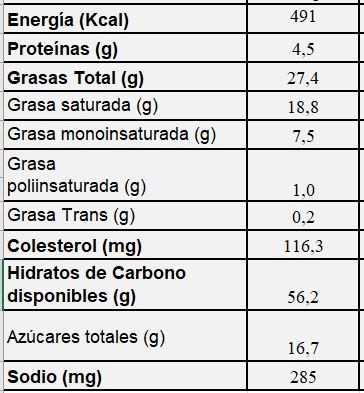 Energía (Kcal) 491
Proteínas (g) 4,5
Grasas Total (g) 27,4
Grasa saturada (g) 18,8
Grasa monoinsaturada (g) 7,5
Grasa
poliinsaturada (g) 1,0
Grasa Trans (g) 0,2
Colesterol (mg) 116,3
Hidratos de Carbono
disponibles (g) 56,2
Azúcares totales (g) 16,7
Sodio (mg) 285